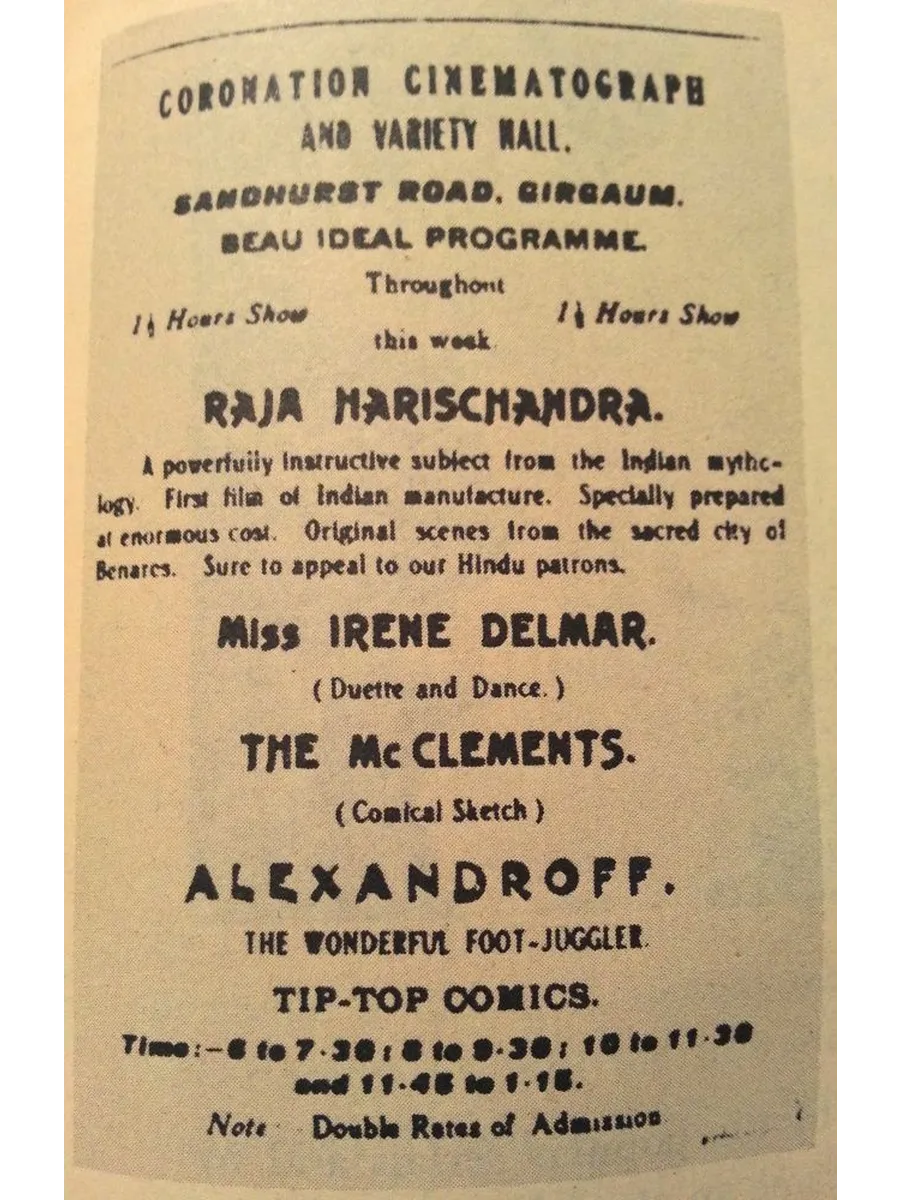 CORONATION CINEMATOGRAPH
AND VARIETY HALL.
SANDHURST ROAD, GIRGAUM.
BEAU IDEAL PROGRAMME.
Throughout
1½ Hours Show 1½ Hours Show
this week
RAJA HARISCHANDRA.
A powerfully instructive subject from the Indian mytho-
logy. First film of Indian manufacture. Specially prepared
at enormous cost. Original scenes from the sacred city of
Benares. Sure to appeal to our Hindu patrons.
Miss IRENE DELMAR.
( Duette and Dance. )
THE Mc CLEMENTS.
( Comical Sketch )
ALEXANDROFF.
THE WONDERFUL FOOT-JUGGLER.
TIP-TOP COMICS.
Time:—6 to 7·30; 8 to 9·30; 10 to 11·30
and 11·45 to 1·15.
Note Double Rates of Admission